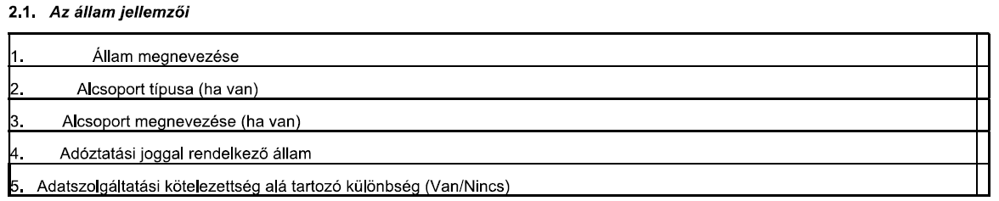 2.1. Az állam jellemzői
1. Állam megnevezése
2. Alcsoport típusa (ha van)
3. Alcsoport megnevezése (ha van)
4. Adóztatási joggal rendelkező állam
5. Adatszolgáltatási kötelezettség alá tartozó különbség (Van/Nincs)